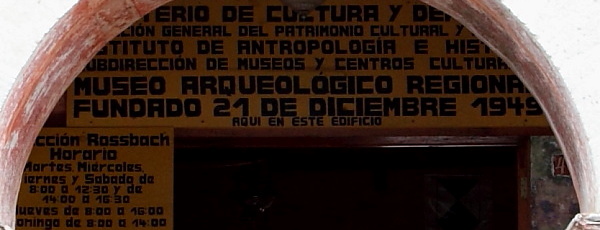 TERIO DE CULTURA Y DE
CIÓN GENERAL DEL PATRIMONIO CULTURAL Y
STITUTO DE ANTROPOLOGÍA E HIST
UBDIRECCIÓN DE MUSEOS Y CENTROS CULTURA
MUSEO ARQUEOLÓGICO REGIONA
FUNDADO 21 DE DICIEMBRE 1949
AQUI EN ESTE EDIFICIO
cción Rossbach
Horario
Martes, Miércoles,
iernes y Sabado de
8:00 a 12:30 y de
14:00 a 16:30
Jueves de 8:00 a 16:00
omingo de 8:00 a 14:00